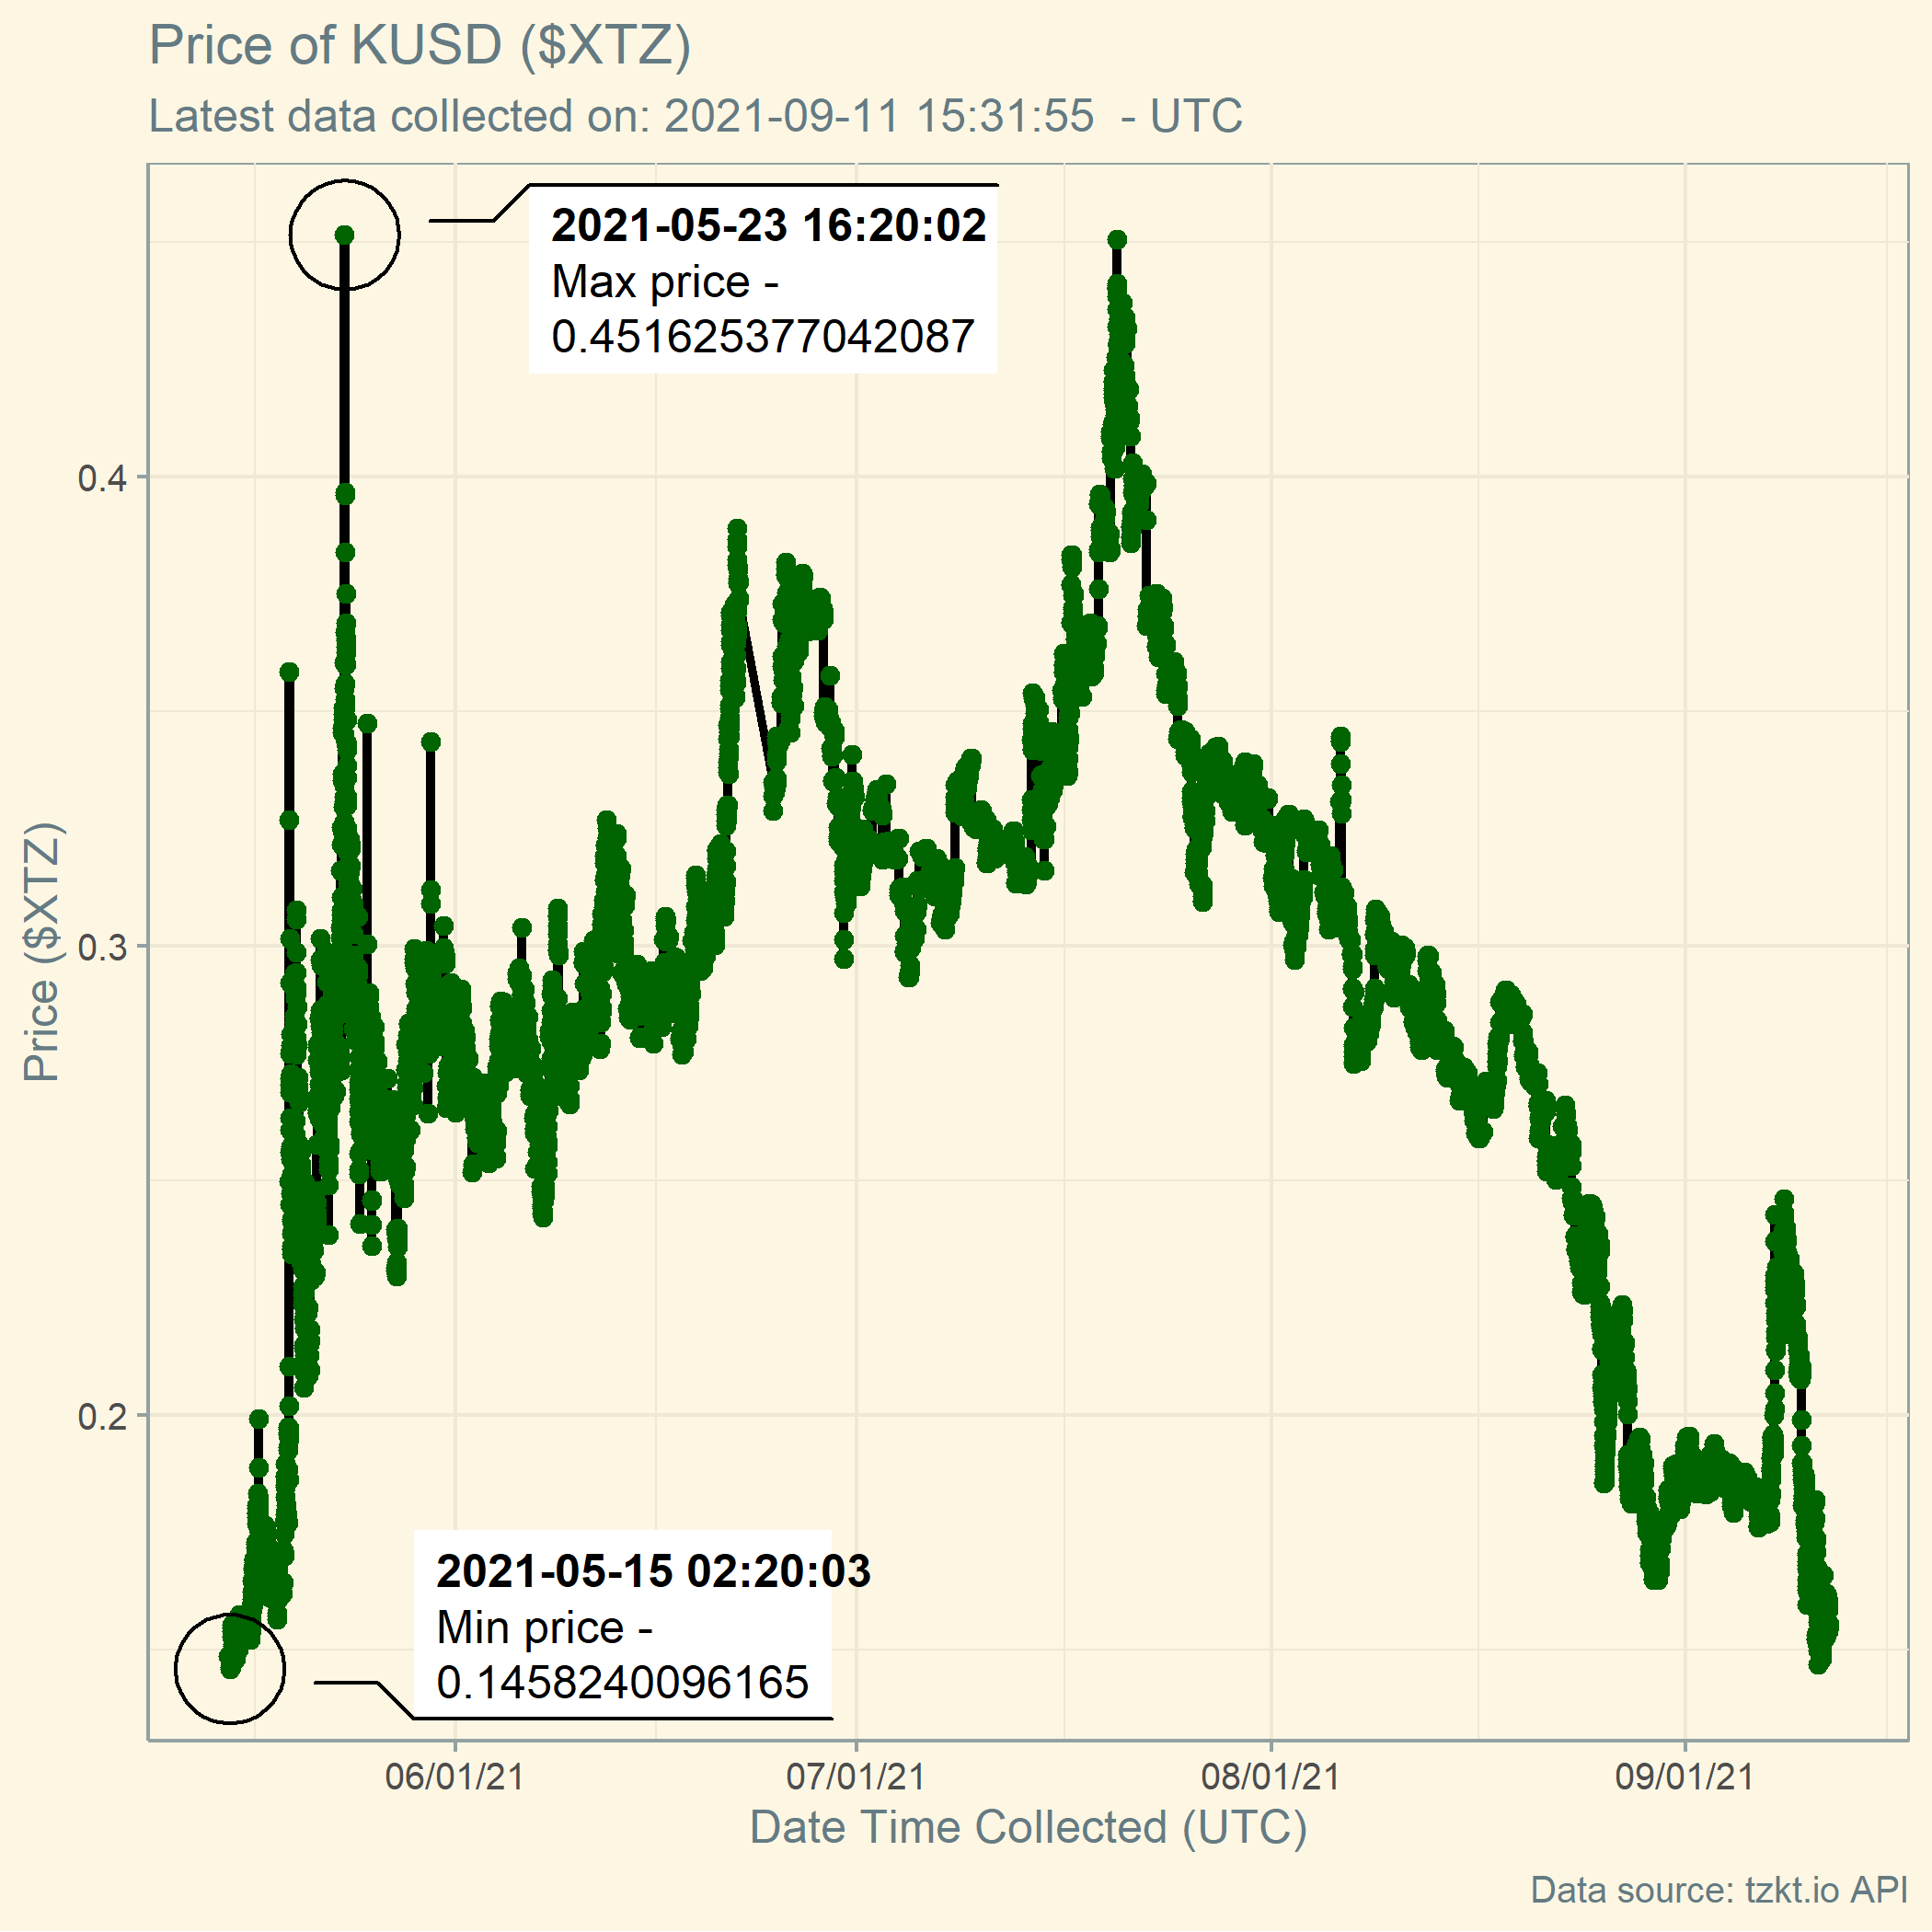 Price of KUSD ($XTZ)
Latest data collected on: 2021-09-11 15:31:55  - UTC
2021-05-23 16:20:02
Max price -
0.451625377042087
0.4
0.3
0.2
Price ($XTZ)
2021-05-15 02:20:03
Min price -
0.1458240096165
06/01/21
07/01/21
08/01/21
09/01/21
Date Time Collected (UTC)
Data source: tzkt.io API